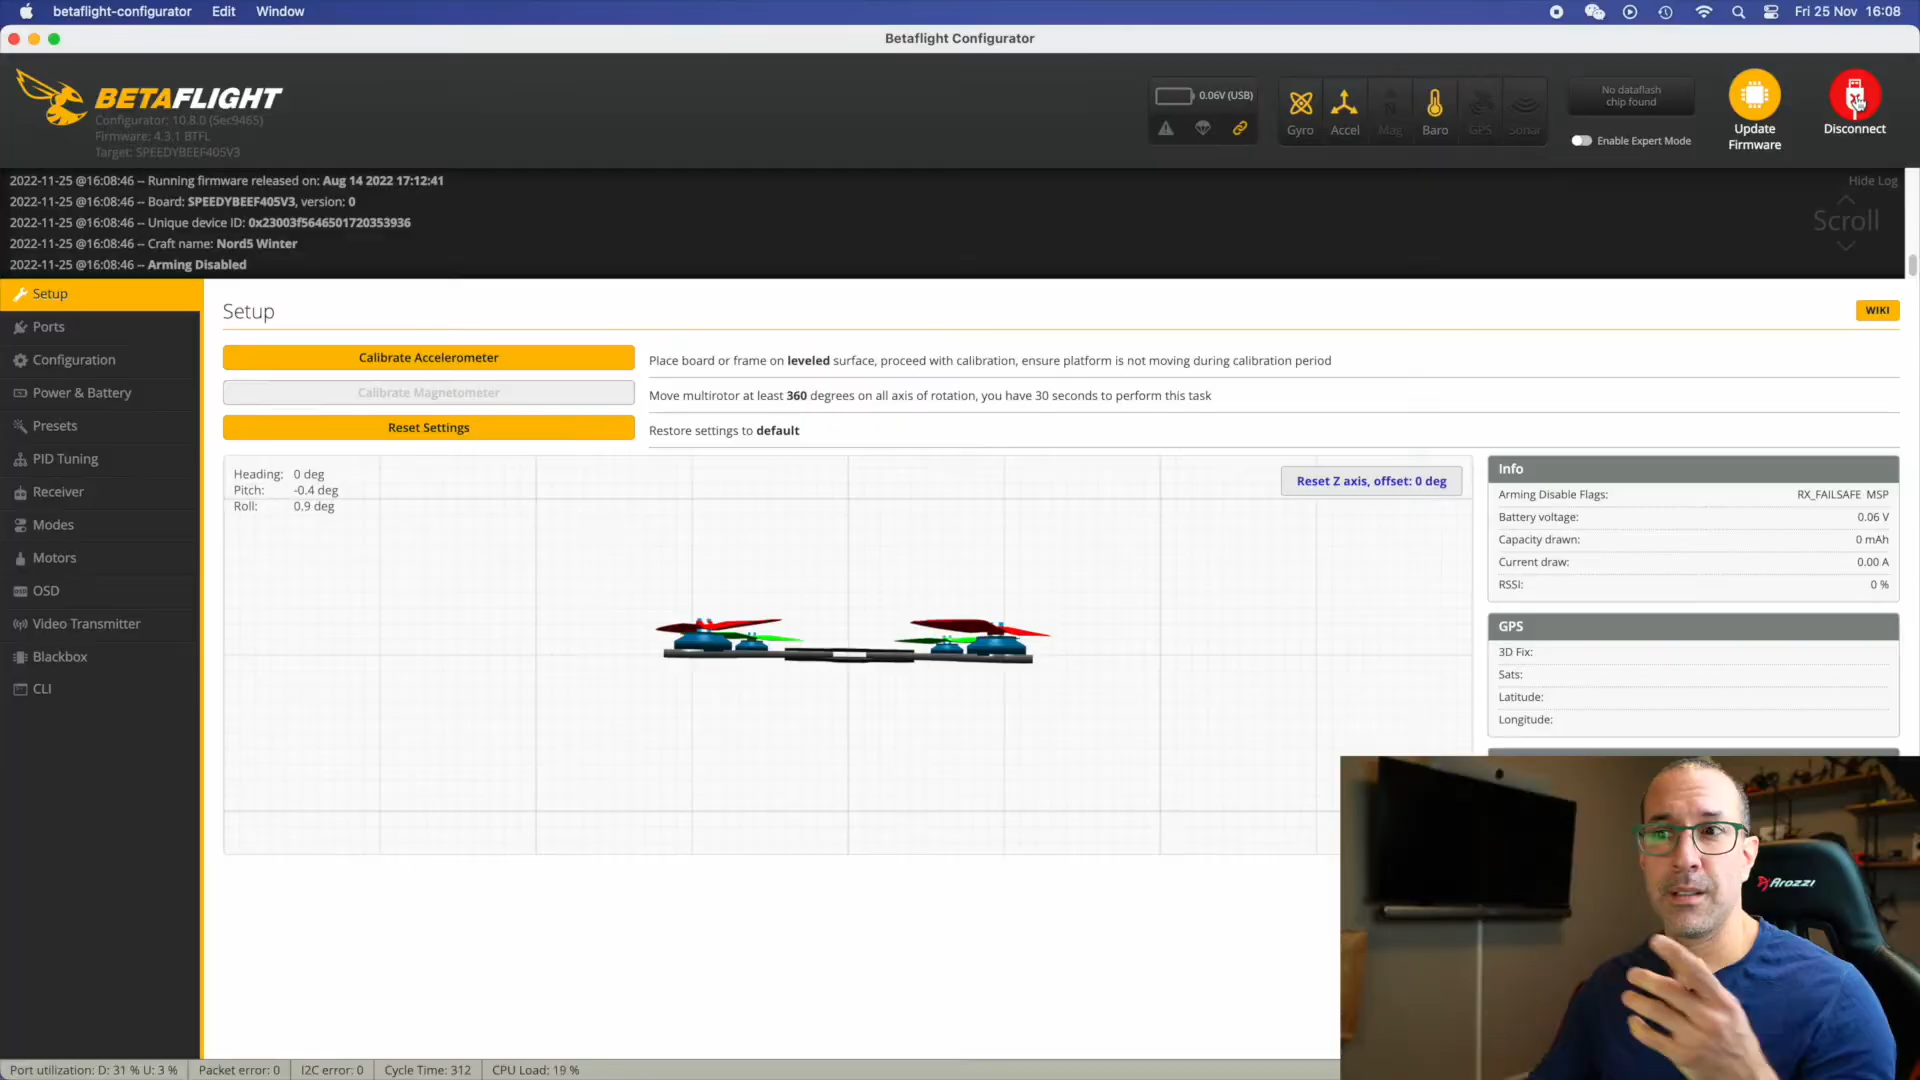 betaflight-configurator Edit Window Fri 25 Nov 16:08
Betaflight Configurator
BETAFLIGHT
Configurator: 10.8.0 (5ec9465)
Firmware: 4.3.1 BTFL
Target: SPEEDYBEEF405V3
0.06V (USB)
Gyro Accel Mag Baro GPS Sonar
No dataflash
chip found
Enable Expert Mode
Update
Firmware
Disconnect
2022-11-25 @16:08:46 -- Running firmware released on: Aug 14 2022 17:12:41
2022-11-25 @16:08:46 -- Board: SPEEDYBEEF405V3, version: 0
2022-11-25 @16:08:46 -- Unique device ID: 0x23003f5646501720353936
2022-11-25 @16:08:46 -- Craft name: Nord5 Winter
2022-11-25 @16:08:46 -- Arming Disabled
Hide Log
Scroll
Setup
Ports
Configuration
Power & Battery
Presets
PID Tuning
Receiver
Modes
Motors
OSD
Video Transmitter
Blackbox
CLI
Setup
WIKI
Calibrate Accelerometer
Place board or frame on leveled surface, proceed with calibration, ensure platform is not moving during calibration period
Calibrate Magnetometer
Move multirotor at least 360 degrees on all axis of rotation, you have 30 seconds to perform this task
Reset Settings
Restore settings to default
Heading: 0 deg
Pitch: -0.4 deg
Roll: 0.9 deg
Reset Z axis, offset: 0 deg
Info
Arming Disable Flags: RX_FAILSAFE MSP
Battery voltage: 0.06 V
Capacity drawn: 0 mAh
Current draw: 0.00 A
RSSI: 0 %
GPS
3D Fix:
Sats:
Latitude:
Longitude:
Arozzi
Port utilization: D: 31 % U: 3 % Packet error: 0 I2C error: 0 Cycle Time: 312 CPU Load: 19 %